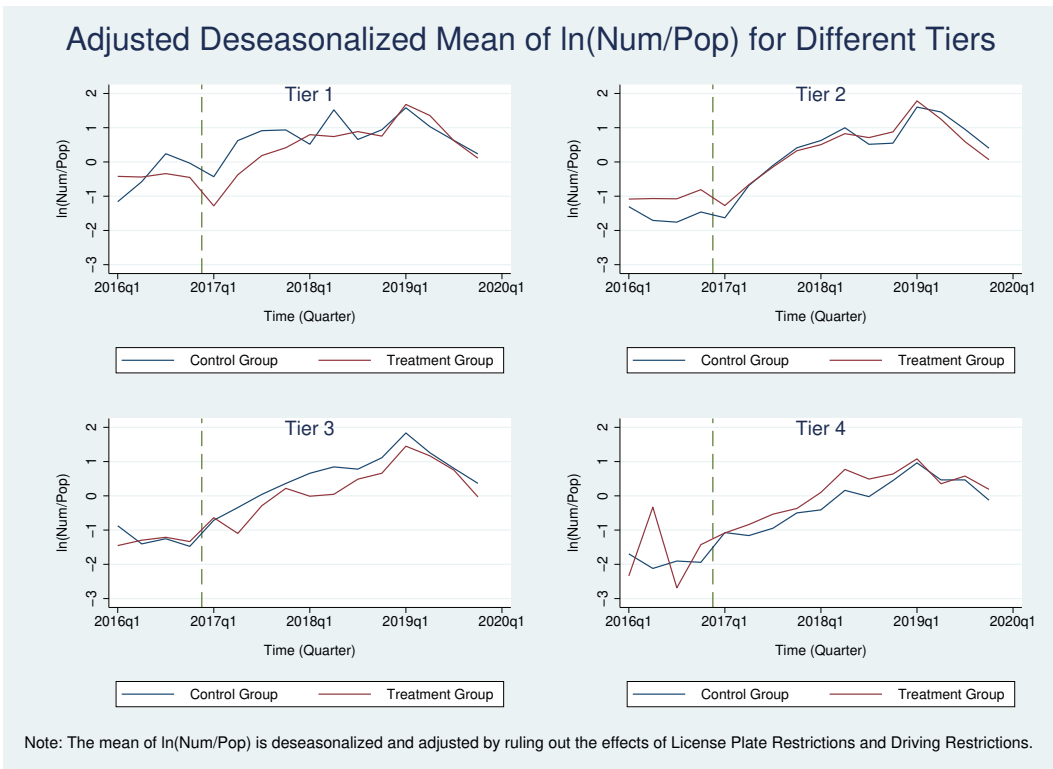 Adjusted Deseasonalized Mean of ln(Num/Pop) for Different Tiers
Tier 1
ln(Num/Pop)
2
1
0
−1
−2
−3
2016q1 2017q1 2018q1 2019q1 2020q1
Time (Quarter)
Control Group Treatment Group
Tier 2
ln(Num/Pop)
2
1
0
−1
−2
−3
2016q1 2017q1 2018q1 2019q1 2020q1
Time (Quarter)
Control Group Treatment Group
Tier 3
ln(Num/Pop)
2
1
0
−1
−2
−3
2016q1 2017q1 2018q1 2019q1 2020q1
Time (Quarter)
Control Group Treatment Group
Tier 4
ln(Num/Pop)
2
1
0
−1
−2
−3
2016q1 2017q1 2018q1 2019q1 2020q1
Time (Quarter)
Control Group Treatment Group
Note: The mean of ln(Num/Pop) is deseasonalized and adjusted by ruling out the effects of License Plate Restrictions and Driving Restrictions.